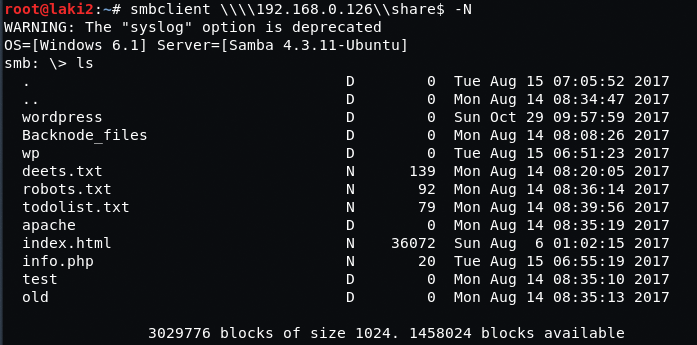 root@laki2:~# smbclient \\\\192.168.0.126\\share$ -N
WARNING: The "syslog" option is deprecated
OS=[Windows 6.1] Server=[Samba 4.3.11-Ubuntu]
smb: \> ls
  .                                   D        0  Tue Aug 15 07:05:52 2017
  ..                                  D        0  Mon Aug 14 08:34:47 2017
  wordpress                           D        0  Sun Oct 29 09:57:59 2017
  Backnode_files                      D        0  Mon Aug 14 08:08:26 2017
  wp                                  D        0  Tue Aug 15 06:51:23 2017
  deets.txt                           N      139  Mon Aug 14 08:20:05 2017
  robots.txt                          N       92  Mon Aug 14 08:36:14 2017
  todolist.txt                        N       79  Mon Aug 14 08:39:56 2017
  apache                              D        0  Mon Aug 14 08:35:19 2017
  index.html                          N    36072  Sun Aug  6 01:02:15 2017
  info.php                            N       20  Tue Aug 15 06:55:19 2017
  test                                D        0  Mon Aug 14 08:35:10 2017
  old                                 D        0  Mon Aug 14 08:35:13 2017
                3029776 blocks of size 1024. 1458024 blocks available